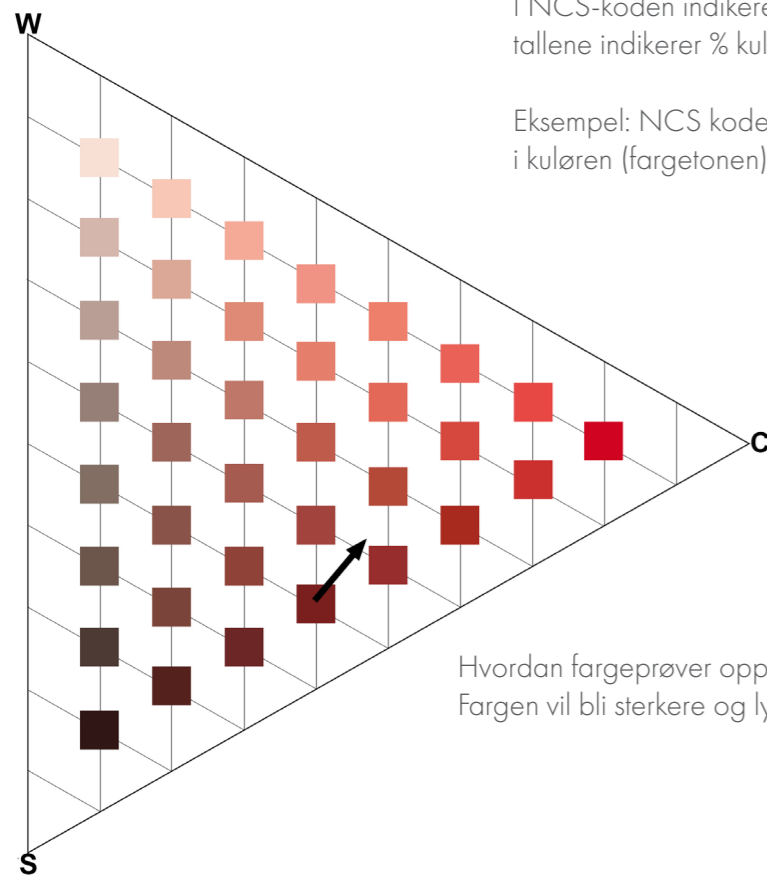 I NCS-koden indikere
tallene indikerer % kul
Eksempel: NCS kode
i kuløren (fargetonen)
W
C
Hvordan fargeprøver opp
Fargen vil bli sterkere og ly
S